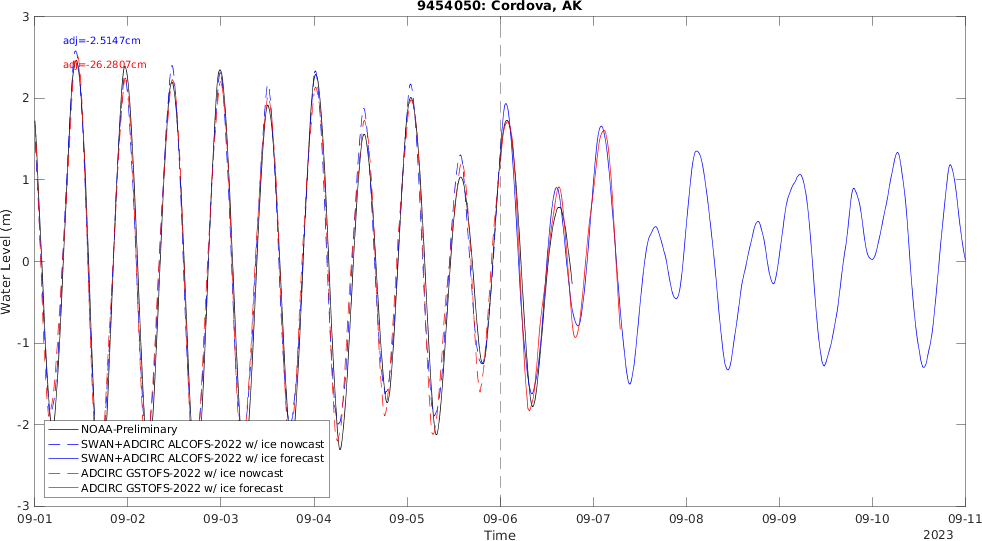 9454050: Cordova, AK
adj=-2.5147cm
adj=-26.2807cm
3
2
1
0
-1
-2
-3
Water Level (m)
NOAA-Preliminary
SWAN+ADCIRC ALCOFS-2022 w/ ice nowcast
SWAN+ADCIRC ALCOFS-2022 w/ ice forecast
ADCIRC GSTOFS-2022 w/ ice nowcast
ADCIRC GSTOFS-2022 w/ ice forecast
09-01 09-02 09-03 09-04 09-05 09-06 09-07 09-08 09-09 09-10 09-11
Time
2023